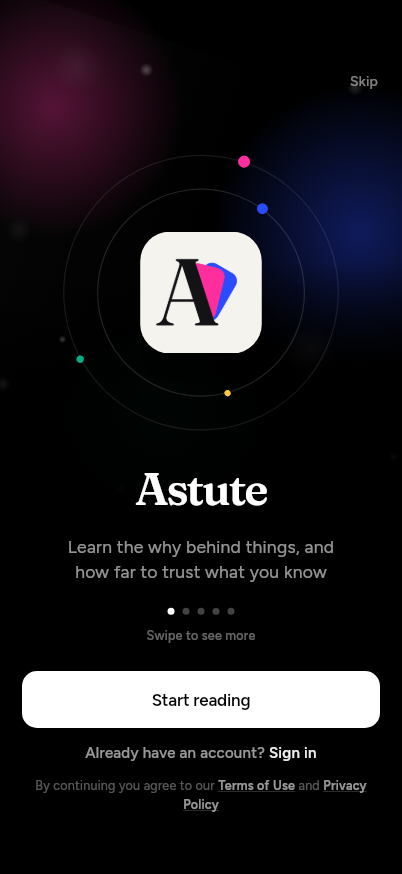 Skip
A
Astute
Learn the why behind things, and
how far to trust what you know
Swipe to see more
Start reading
Already have an account? Sign in
By continuing you agree to our Terms of Use and Privacy
Policy